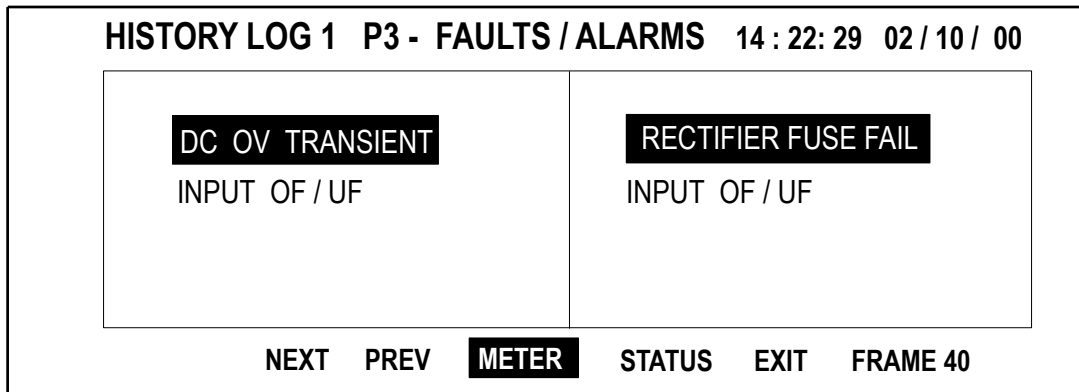 HISTORY LOG 1 P3 - FAULTS / ALARMS 14 : 22: 29 02 / 10 / 00
DC OV TRANSIENT
INPUT OF / UF
RECTIFIER FUSE FAIL
INPUT OF / UF
NEXT PREV METER STATUS EXIT FRAME 40